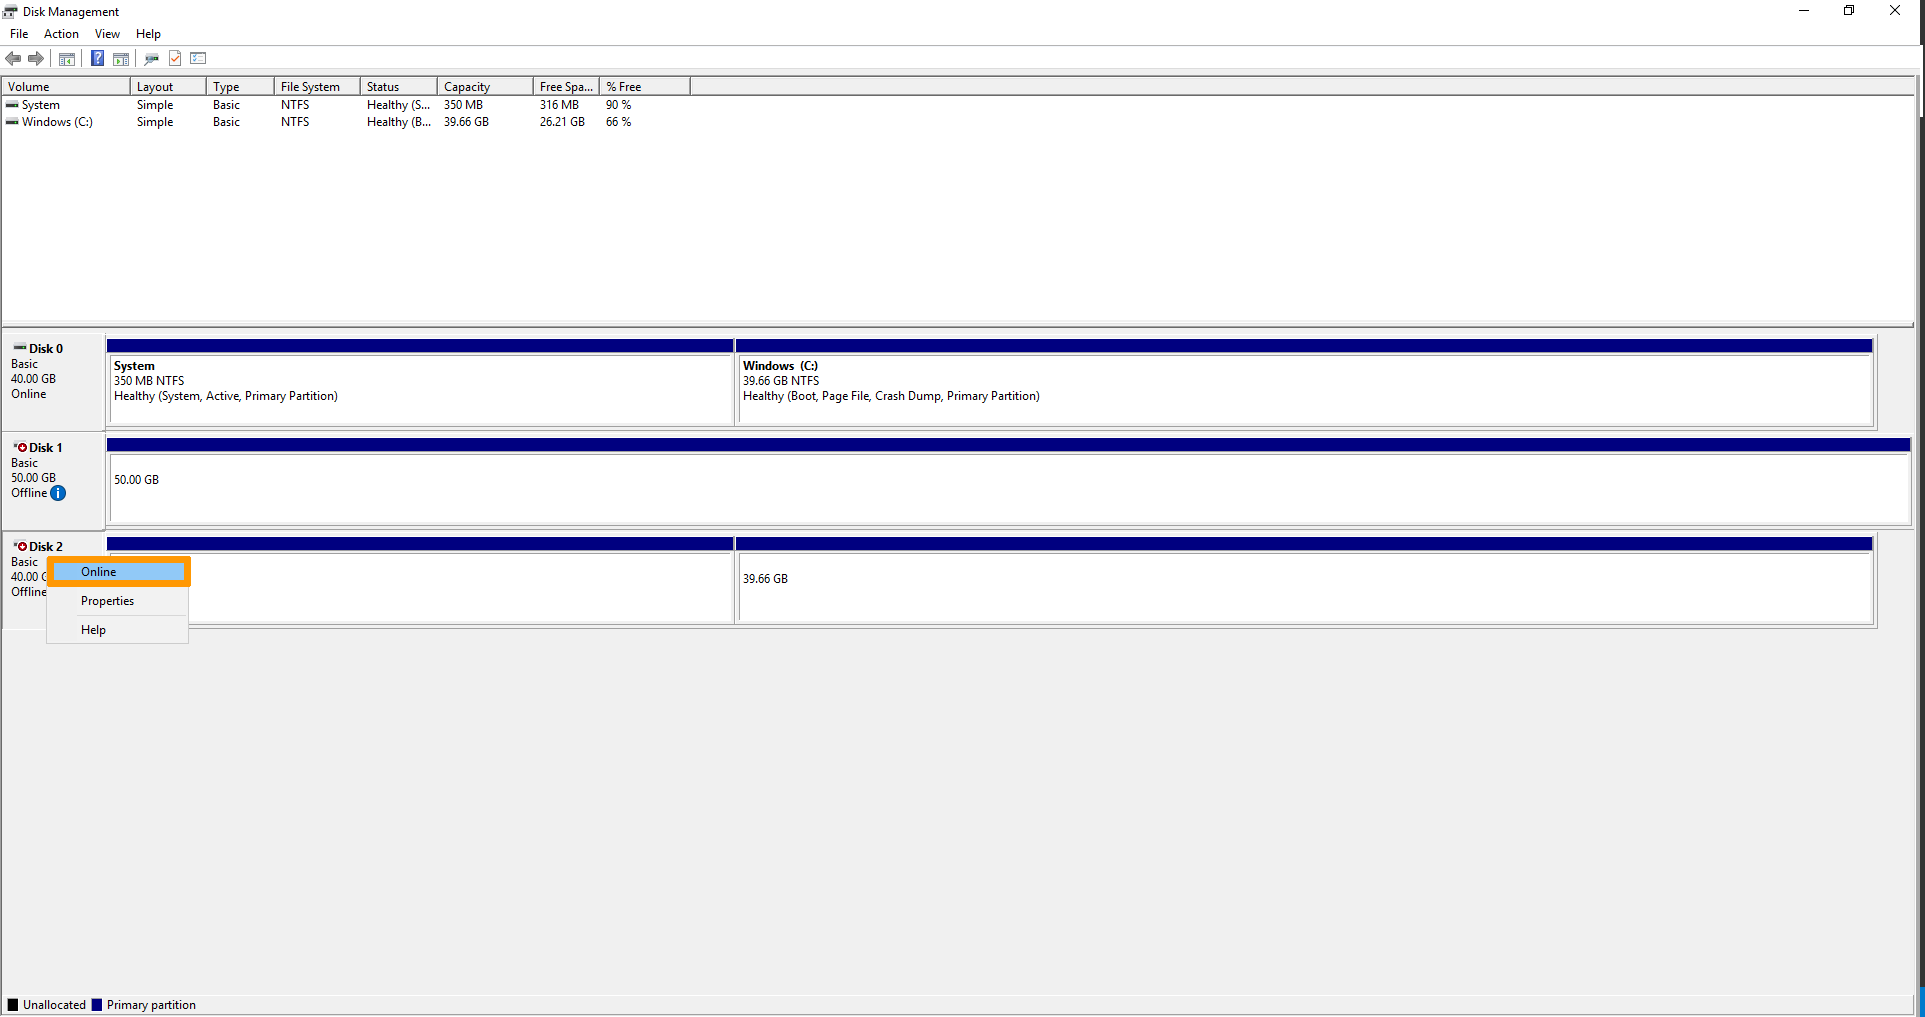 Disk Management
File Action View Help
Volume Layout Type File System Status Capacity Free Spa... % Free
System Simple Basic NTFS Healthy (S... 350 MB 316 MB 90 %
Windows (C:) Simple Basic NTFS Healthy (B... 39.66 GB 26.21 GB 66 %
Disk 0
Basic
40.00 GB
Online
System
350 MB NTFS
Healthy (System, Active, Primary Partition)
Windows (C:)
39.66 GB NTFS
Healthy (Boot, Page File, Crash Dump, Primary Partition)
Disk 1
Basic
50.00 GB
Offline
50.00 GB
Disk 2
Basic
40.00 G
Offline
39.66 GB
Online
Properties
Help
Unallocated Primary partition